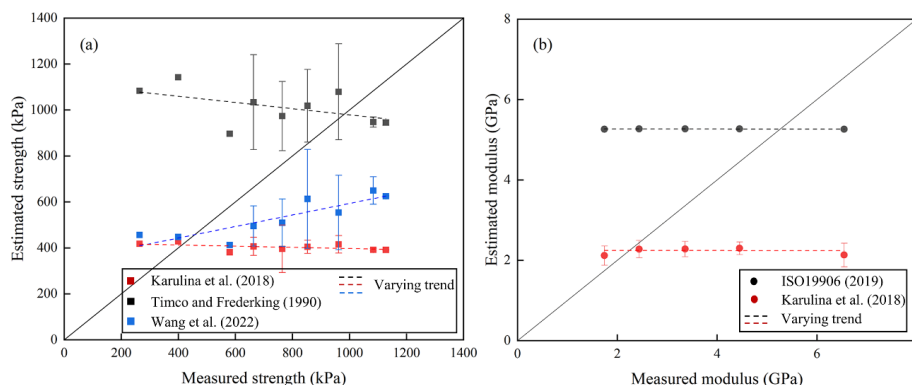 (a)
Estimated strength (kPa)
1400
1200
1000
800
600
400
200
0
Karulina et al. (2018)
Timco and Frederking (1990)
Wang et al. (2022)
Varying trend
0 200 400 600 800 1000 1200 1400
Measured strength (kPa)
(b)
Estimated modulus (GPa)
8
6
4
2
0
ISO19906 (2019)
Karulina et al. (2018)
Varying trend
0 2 4 6
Measured modulus (GPa)